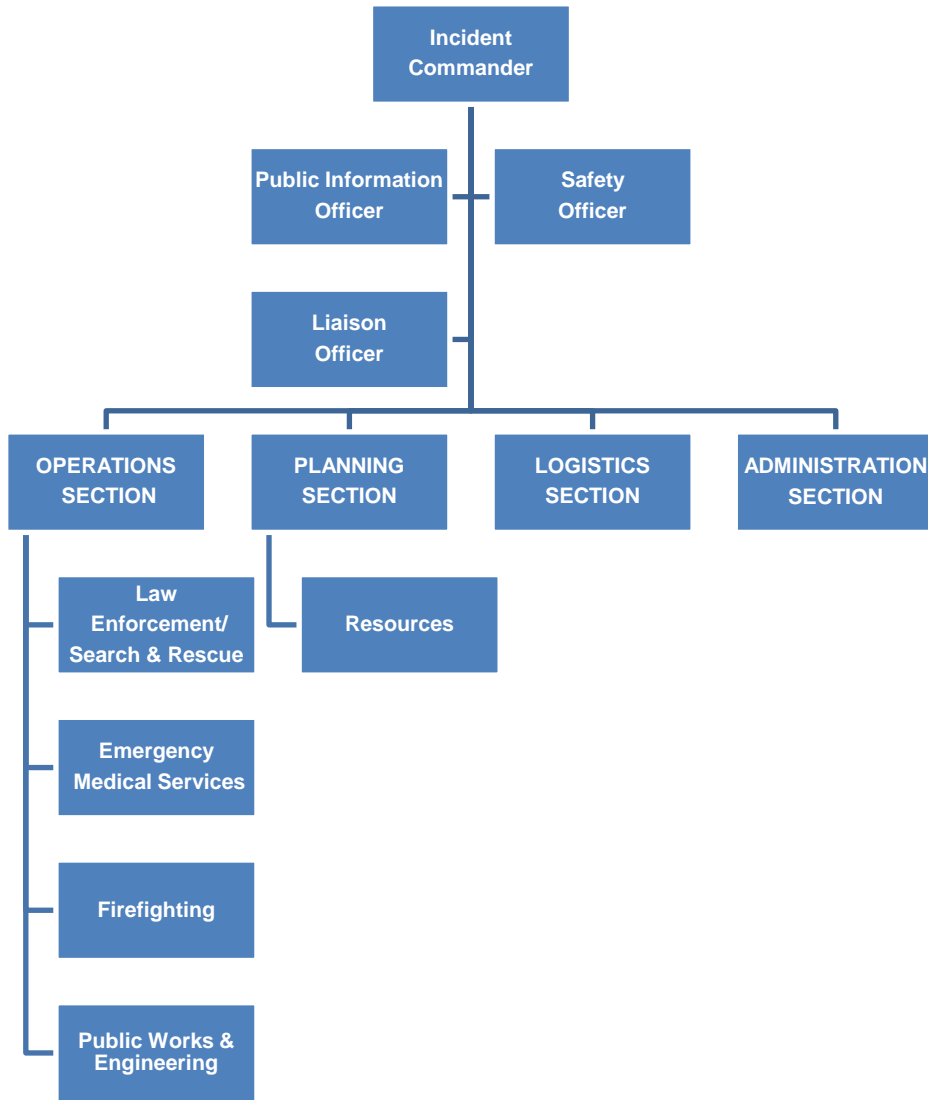 Incident
Commander
Public Information
Officer
Safety
Officer
Liaison
Officer
OPERATIONS
SECTION
PLANNING
SECTION
LOGISTICS
SECTION
ADMINISTRATION
SECTION
Law
Enforcement/
Search & Rescue
Resources
Emergency
Medical Services
Firefighting
Public Works &
Engineering